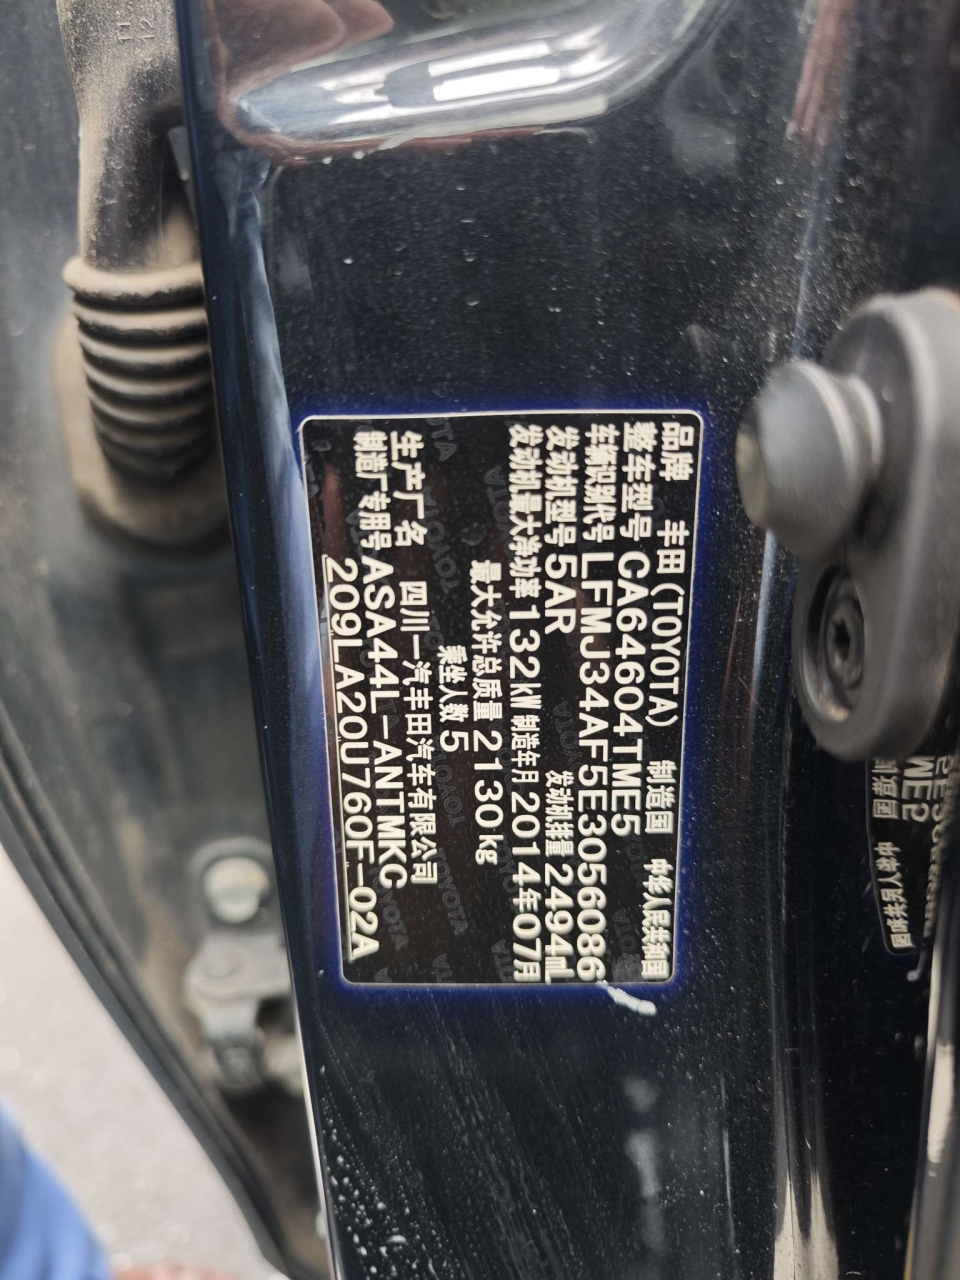 品牌 丰田(TOYOTA) 制造国 中华人民共和国
整车型号 CA64604TME5
车辆识别代号 LFMJ34AF5E3056086
发动机型号 5AR 发动机排量 2494mL
发动机最大净功率 132kW 制造年月 2014年07月
最大允许总质量 2130kg
乘坐人数 5
生产厂名 四川一汽丰田汽车有限公司
制造厂专用号 ASA44L-ANTMKC
209LA20U760F-02A